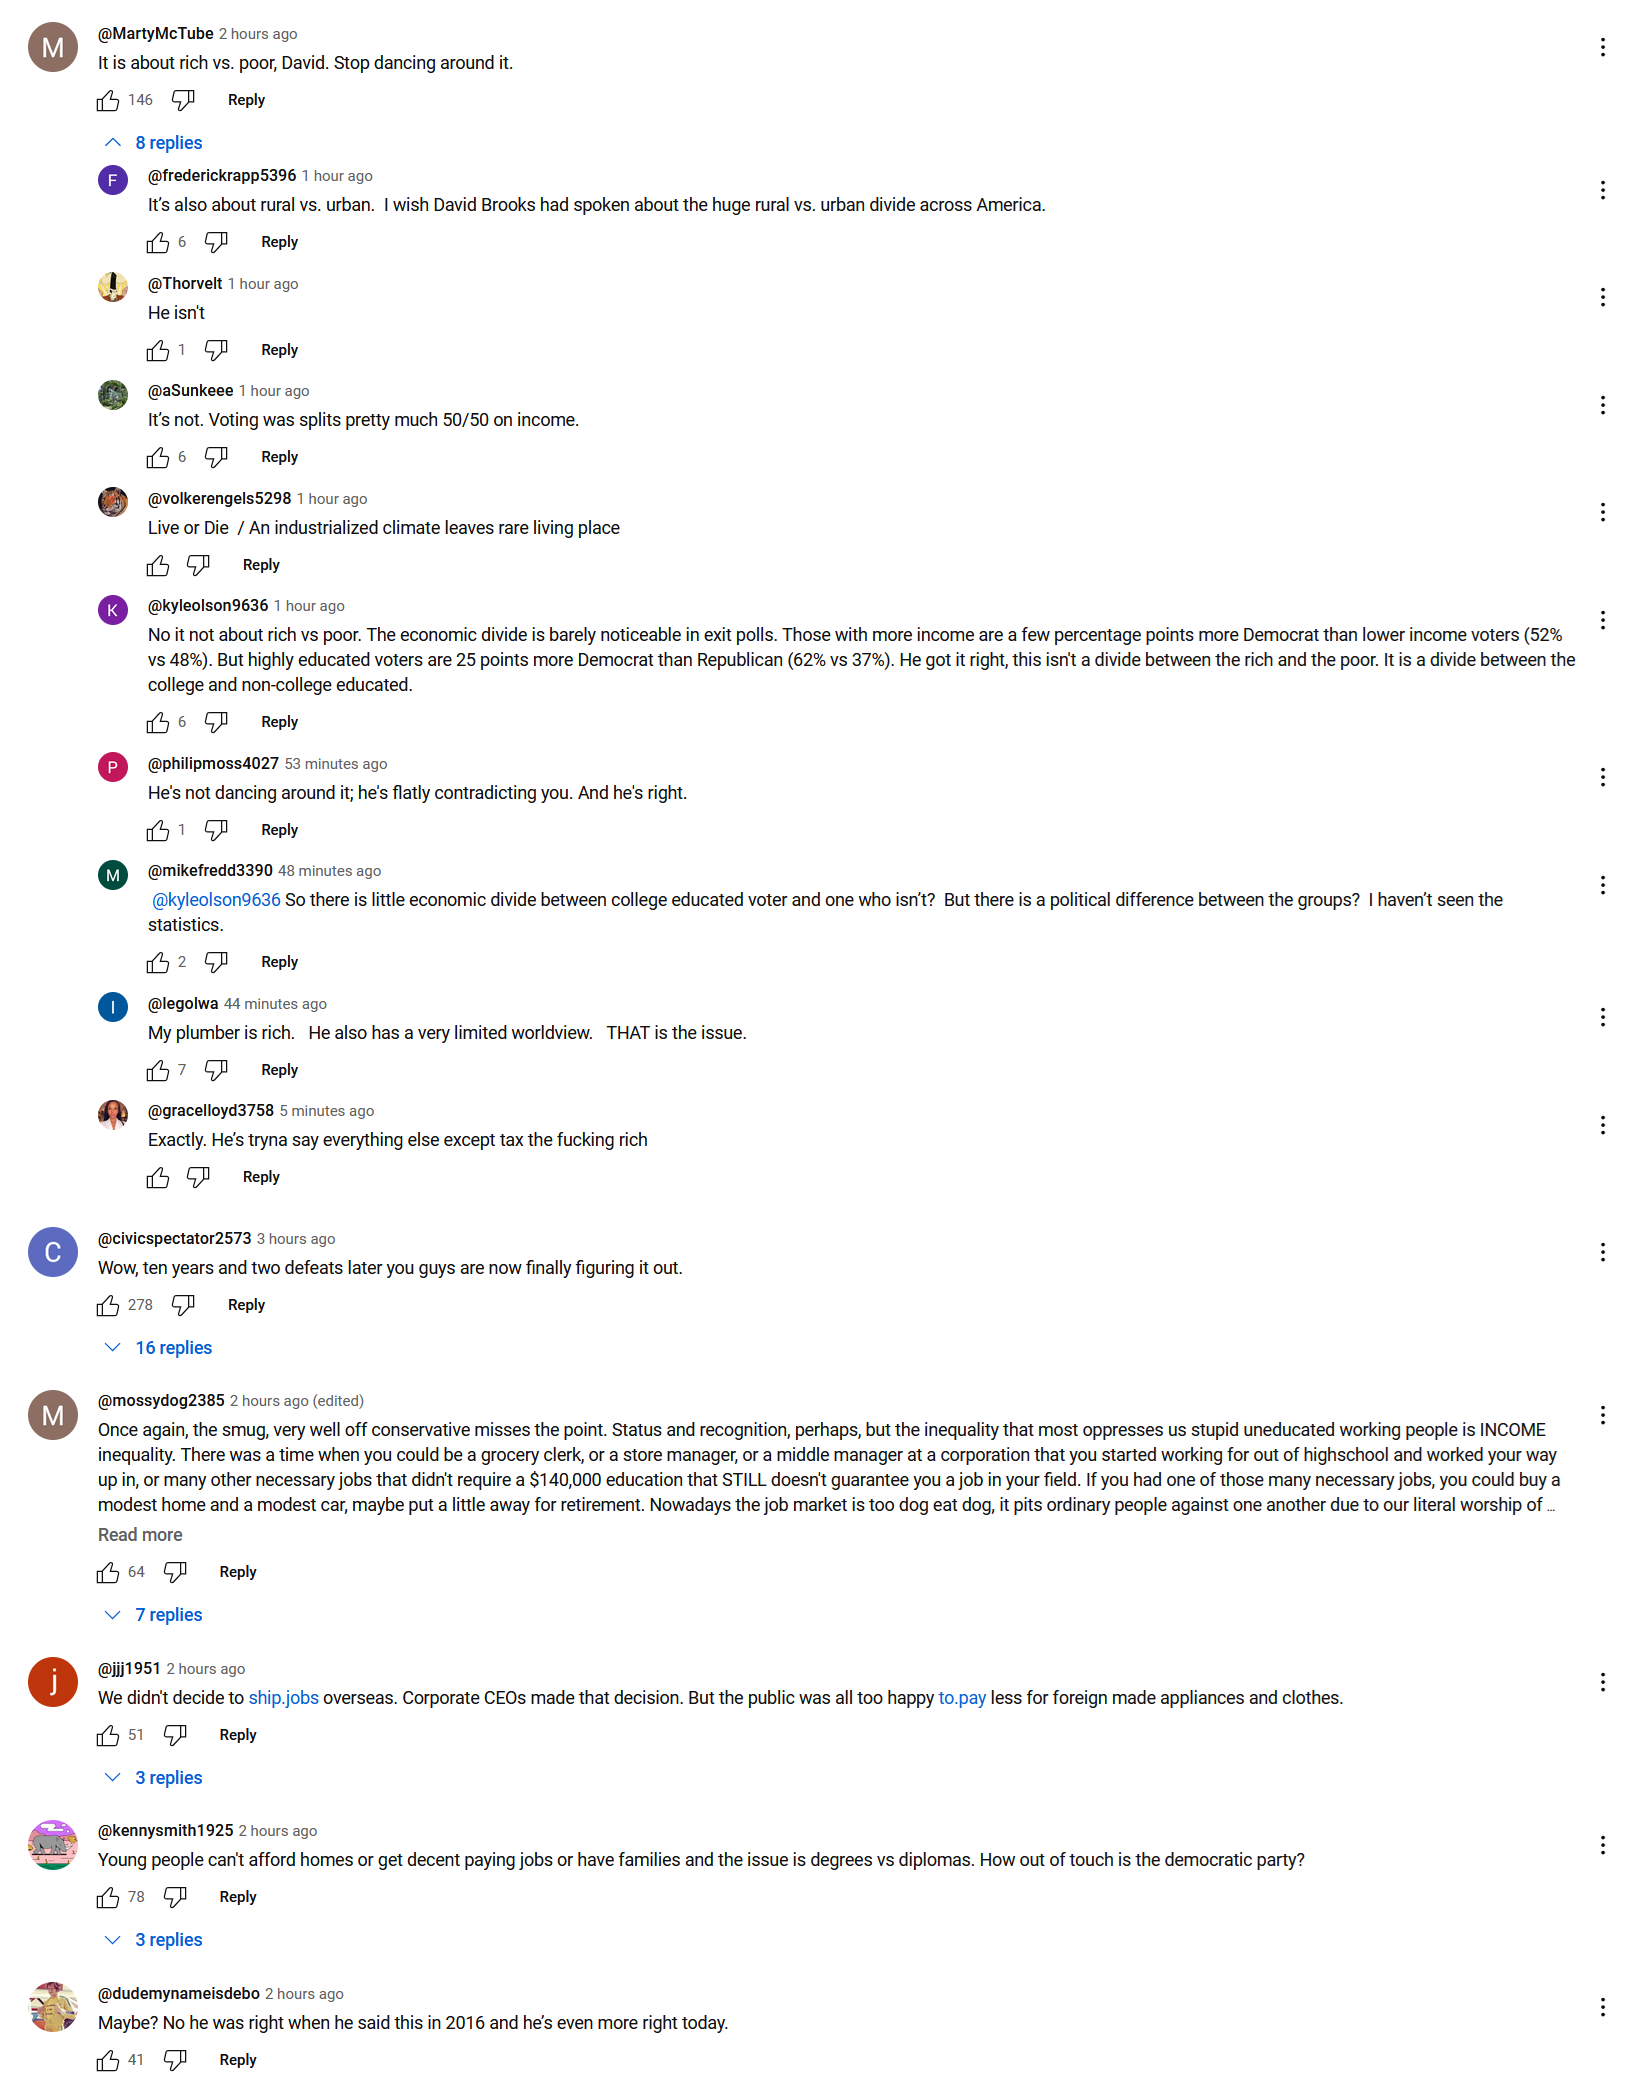 M
@MartyMcTube 2 hours ago
It is about rich vs. poor, David. Stop dancing around it.
146 Reply
8 replies
F
@frederickrapp5396 1 hour ago
It’s also about rural vs. urban.  I wish David Brooks had spoken about the huge rural vs. urban divide across America.
6 Reply
@Thorvelt 1 hour ago
He isn't
1 Reply
@aSunkeee 1 hour ago
It’s not. Voting was splits pretty much 50/50 on income.
6 Reply
@volkerengels5298 1 hour ago
Live or Die  / An industrialized climate leaves rare living place
Reply
K
@kyleolson9636 1 hour ago
No it not about rich vs poor. The economic divide is barely noticeable in exit polls. Those with more income are a few percentage points more Democrat than lower income voters (52%
vs 48%). But highly educated voters are 25 points more Democrat than Republican (62% vs 37%). He got it right, this isn't a divide between the rich and the poor. It is a divide between the
college and non-college educated.
6 Reply
P
@philipmoss4027 53 minutes ago
He's not dancing around it; he's flatly contradicting you. And he's right.
1 Reply
M
@mikefredd3390 48 minutes ago
@kyleolson9636 So there is little economic divide between college educated voter and one who isn’t?  But there is a political difference between the groups?  I haven’t seen the
statistics.
2 Reply
I
@legolwa 44 minutes ago
My plumber is rich.   He also has a very limited worldview.   THAT is the issue.
7 Reply
@gracelloyd3758 5 minutes ago
Exactly. He’s tryna say everything else except tax the fucking rich
Reply
C
@civicspectator2573 3 hours ago
Wow, ten years and two defeats later you guys are now finally figuring it out.
278 Reply
16 replies
M
@mossydog2385 2 hours ago (edited)
Once again, the smug, very well off conservative misses the point. Status and recognition, perhaps, but the inequality that most oppresses us stupid uneducated working people is INCOME
inequality. There was a time when you could be a grocery clerk, or a store manager, or a middle manager at a corporation that you started working for out of highschool and worked your way
up in, or many other necessary jobs that didn't require a $140,000 education that STILL doesn't guarantee you a job in your field. If you had one of those many necessary jobs, you could buy a
modest home and a modest car, maybe put a little away for retirement. Nowadays the job market is too dog eat dog, it pits ordinary people against one another due to our literal worship of ...
Read more
64 Reply
7 replies
j
@jjj1951 2 hours ago
We didn't decide to ship.jobs overseas. Corporate CEOs made that decision. But the public was all too happy to.pay less for foreign made appliances and clothes.
51 Reply
3 replies
@kennysmith1925 2 hours ago
Young people can't afford homes or get decent paying jobs or have families and the issue is degrees vs diplomas. How out of touch is the democratic party?
78 Reply
3 replies
@dudemynameisdebo 2 hours ago
Maybe? No he was right when he said this in 2016 and he’s even more right today.
41 Reply